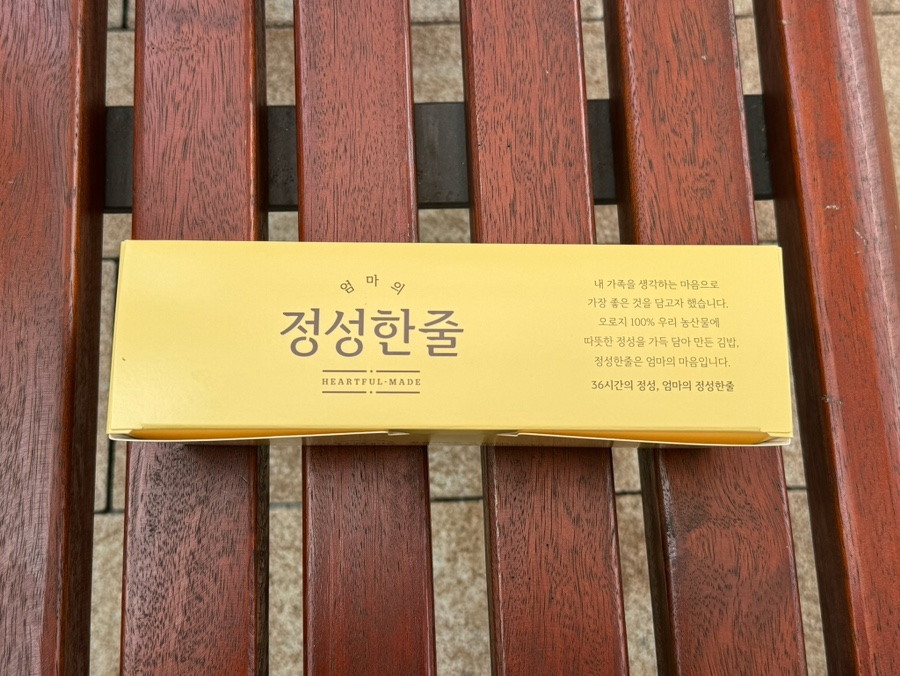 엄마의
정성한줄
HEARTFUL-MADE
내 가족을 생각하는 마음으로
가장 좋은 것을 담고자 했습니다.
오로지 100% 우리 농산물에
따뜻한 정성을 가득 담아 만든 김밥,
정성한줄은 엄마의 마음입니다.
36시간의 정성, 엄마의 정성한줄